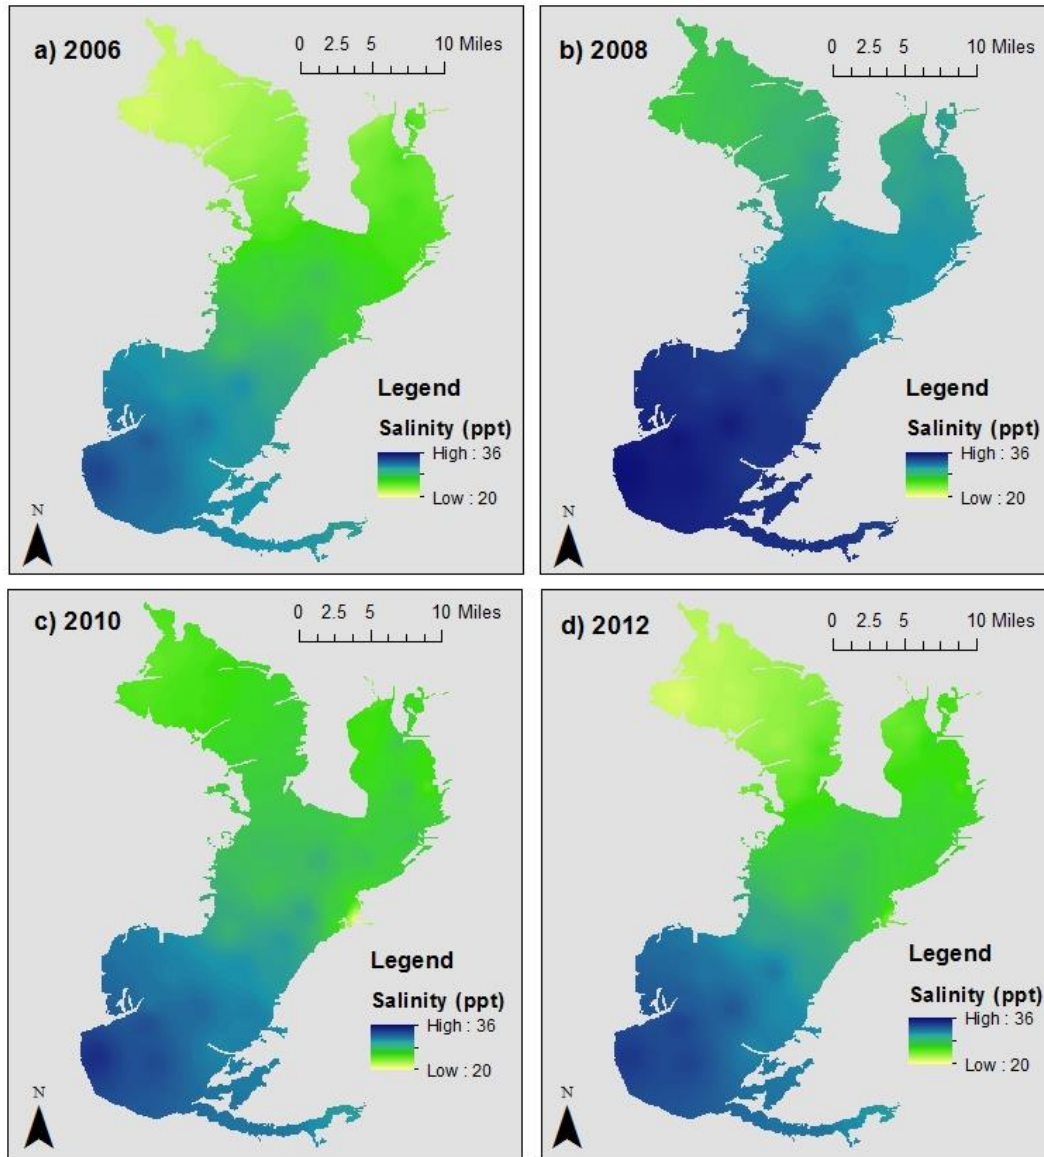 a) 2006
0 2.5 5 10 Miles
Legend
Salinity (ppt)
High : 36
Low : 20
N
b) 2008
0 2.5 5 10 Miles
Legend
Salinity (ppt)
High : 36
Low : 20
N
c) 2010
0 2.5 5 10 Miles
Legend
Salinity (ppt)
High : 36
Low : 20
N
d) 2012
0 2.5 5 10 Miles
Legend
Salinity (ppt)
High : 36
Low : 20
N